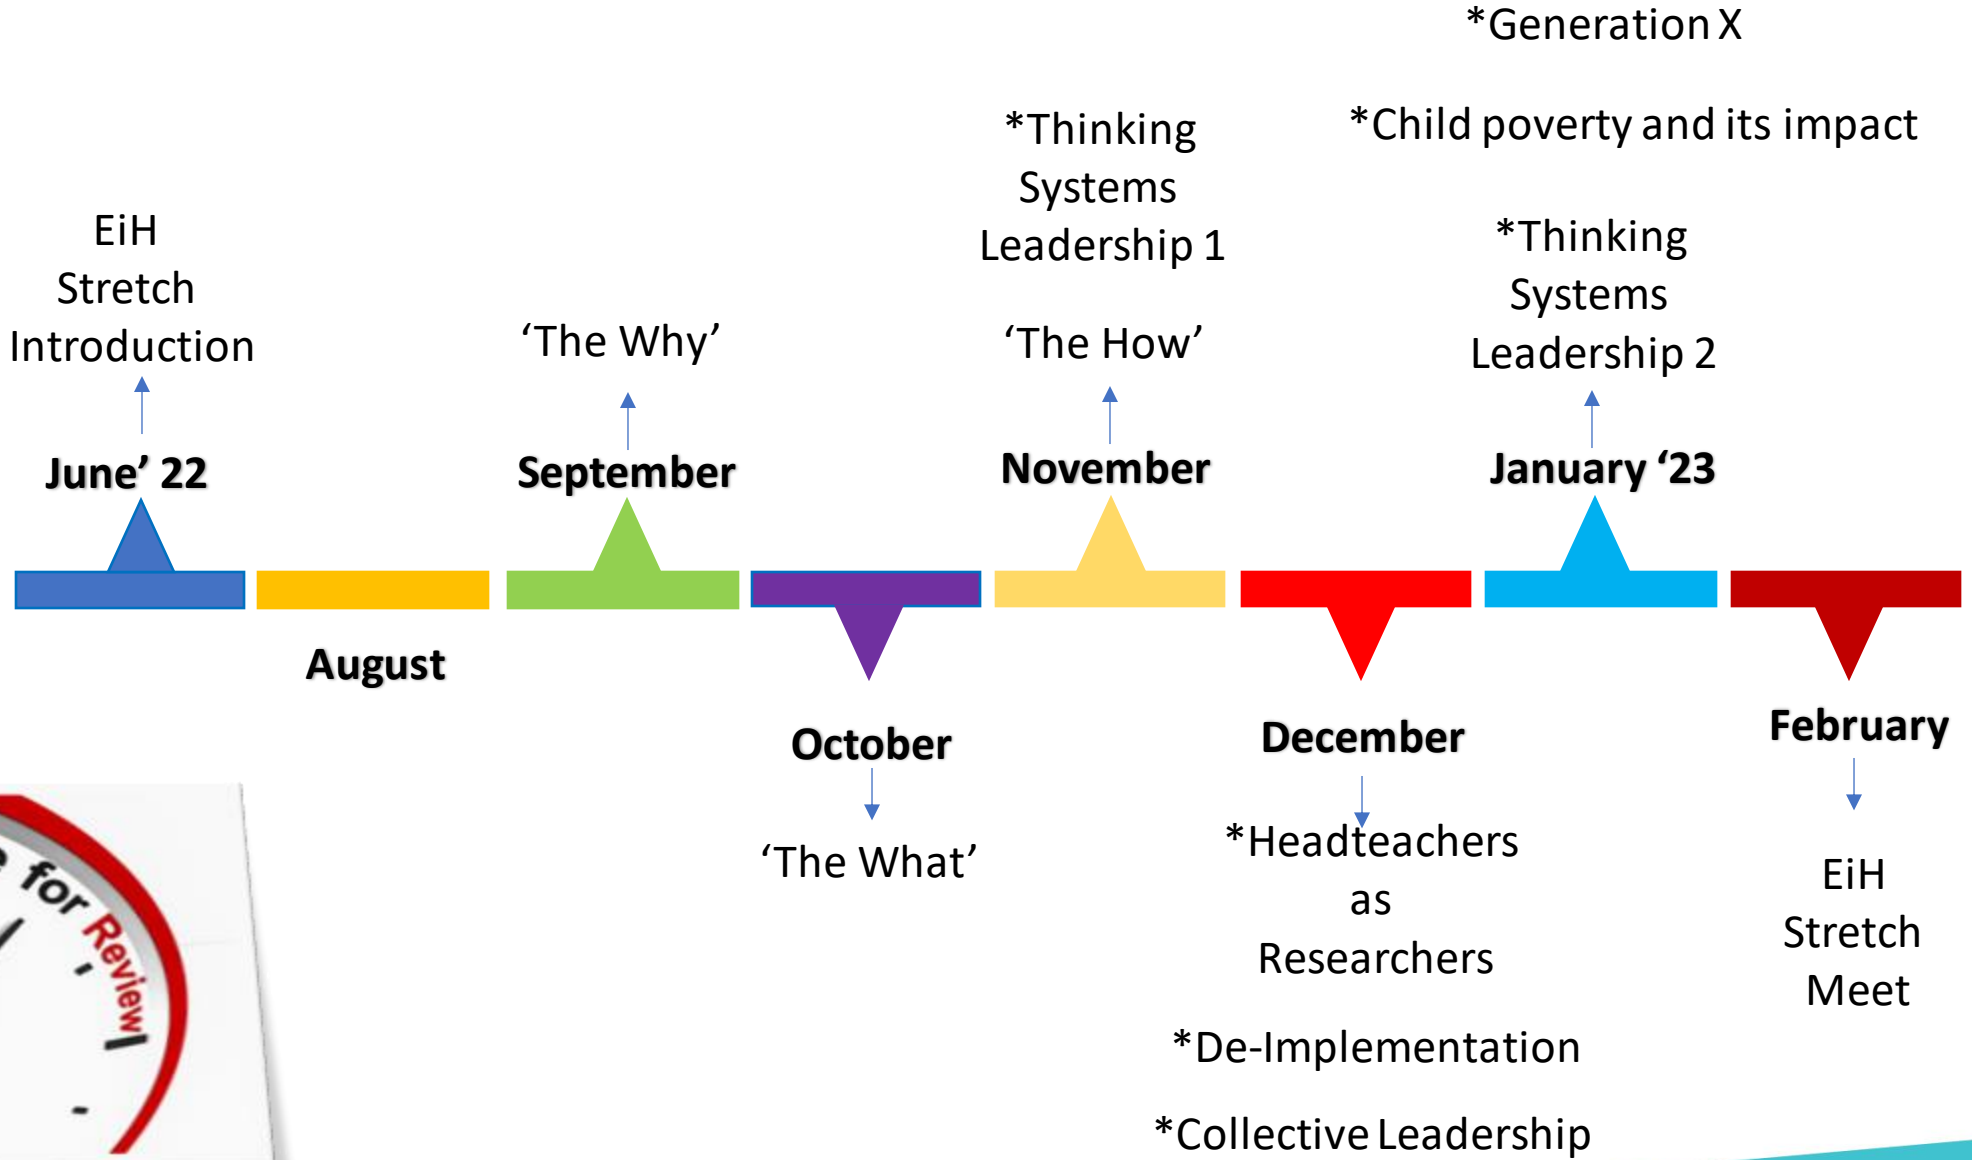 *Generation X
*Child poverty and its impact
*Thinking
Systems
Leadership 1
EiH
Stretch
Introduction
‘The Why’
‘The How’
*Thinking
Systems
Leadership 2
June’ 22
September
November
January ‘23
August
October
December
February
‘The What’
*Headteachers
as
Researchers
*De-Implementation
*Collective Leadership
EiH
Stretch
Meet
for
Review